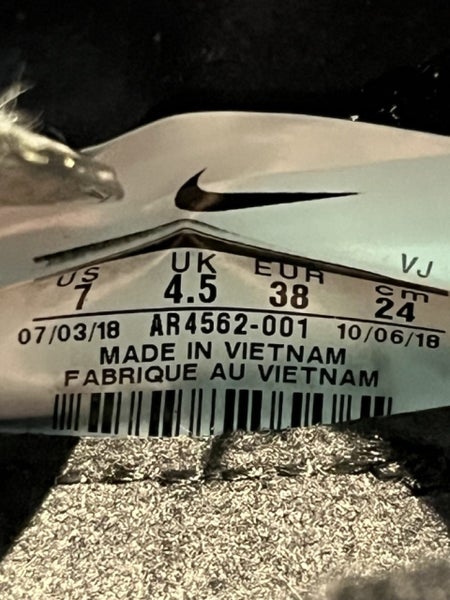 VJ
US UK EUR cm
7 4.5 38 24
07/03/18 AR4562-001 10/06/18
MADE IN VIETNAM
FABRIQUE AU VIETNAM